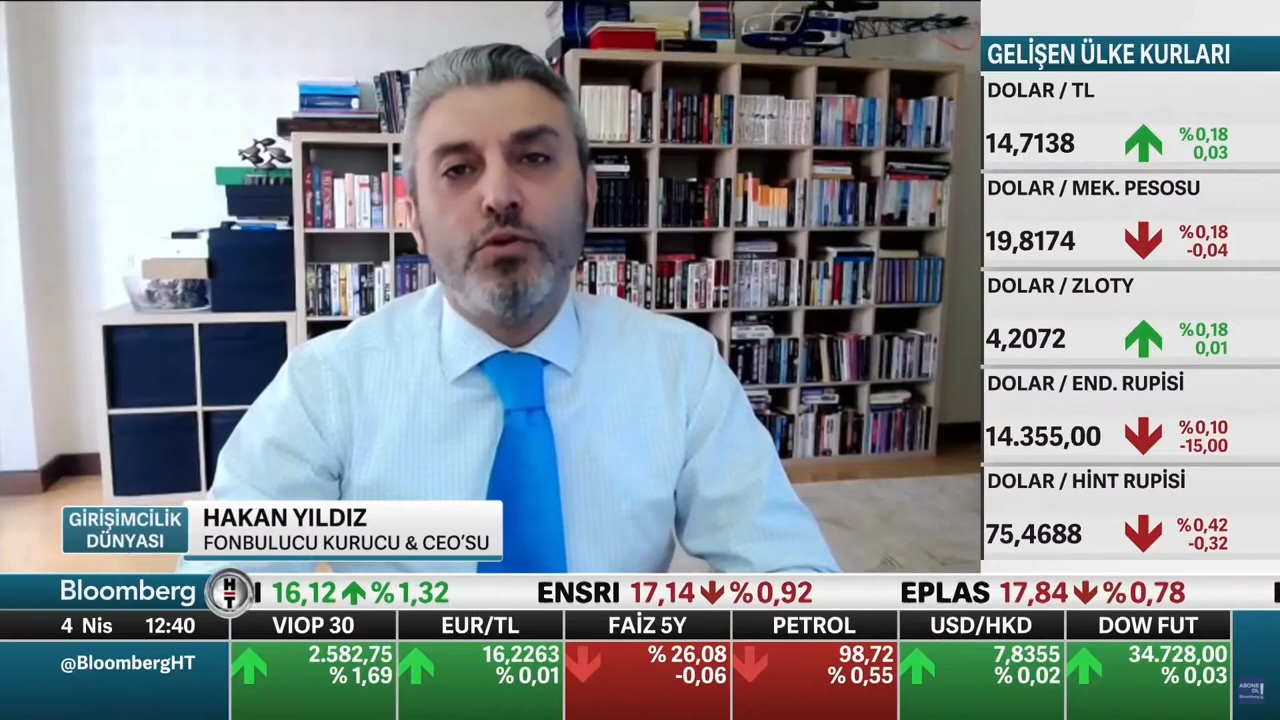 GELİŞEN ÜLKE KURLARI
DOLAR / TL
14,7138 %0,18
0,03
DOLAR / MEK. PESOSU
19,8174 %0,18
-0,04
DOLAR / ZLOTY
4,2072 %0,18
0,01
DOLAR / END. RUPİSİ
14.355,00 %0,10
-15,00
DOLAR / HİNT RUPİSİ
75,4688 %0,42
-0,32
GİRİŞİMCİLİK
DÜNYASI
HAKAN YILDIZ
FONBULUCU KURUCU & CEO'SU
Bloomberg HT I 16,12 %1,32 ENSRI 17,14 %0,92 EPLAS 17,84 %0,78
4 Nis 12:40 VIOP 30 EUR/TL FAİZ 5Y PETROL USD/HKD DOW FUT
@BloombergHT 2.582,75 16,2263 % 26,08 98,72 7,8355 34.728,00
% 1,69 % 0,01 -0,06 % 0,55 % 0,02 % 0,03
ABONE
OL!
Bloomberg